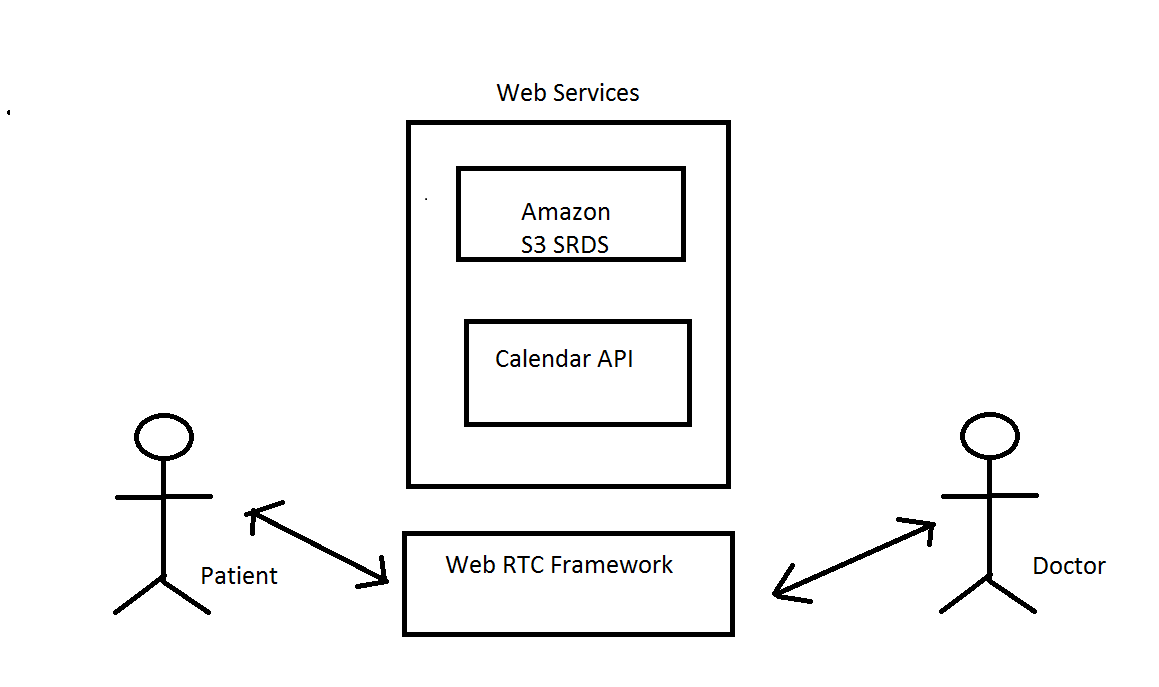 Web Services
Amazon
S3 SRDS
Calendar API
Web RTC Framework
Patient
Doctor